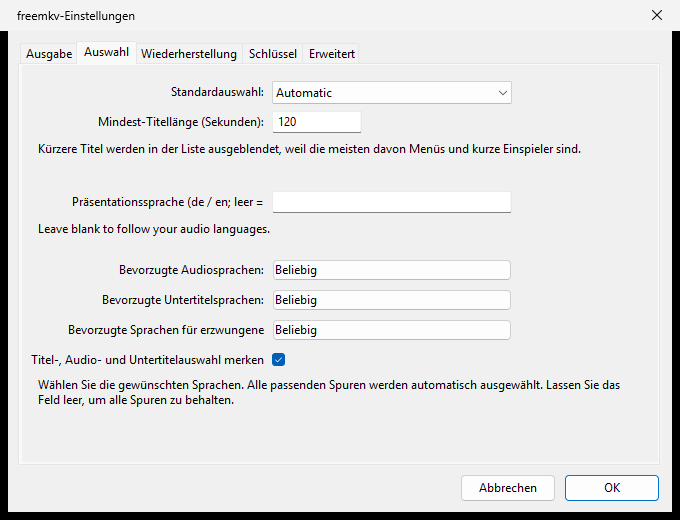 freemkv-Einstellungen
Ausgabe Auswahl Wiederherstellung Schlüssel Erweitert
Standardauswahl: Automatic
Mindest-Titellänge (Sekunden): 120
Kürzere Titel werden in der Liste ausgeblendet, weil die meisten davon Menüs und kurze Einspieler sind.
Präsentationssprache (de / en; leer =
Leave blank to follow your audio languages.
Bevorzugte Audiosprachen: Beliebig
Bevorzugte Untertitelsprachen: Beliebig
Bevorzugte Sprachen für erzwungene Beliebig
Titel-, Audio- und Untertitelauswahl merken
Wählen Sie die gewünschten Sprachen. Alle passenden Spuren werden automatisch ausgewählt. Lassen Sie das
Feld leer, um alle Spuren zu behalten.
Abbrechen OK